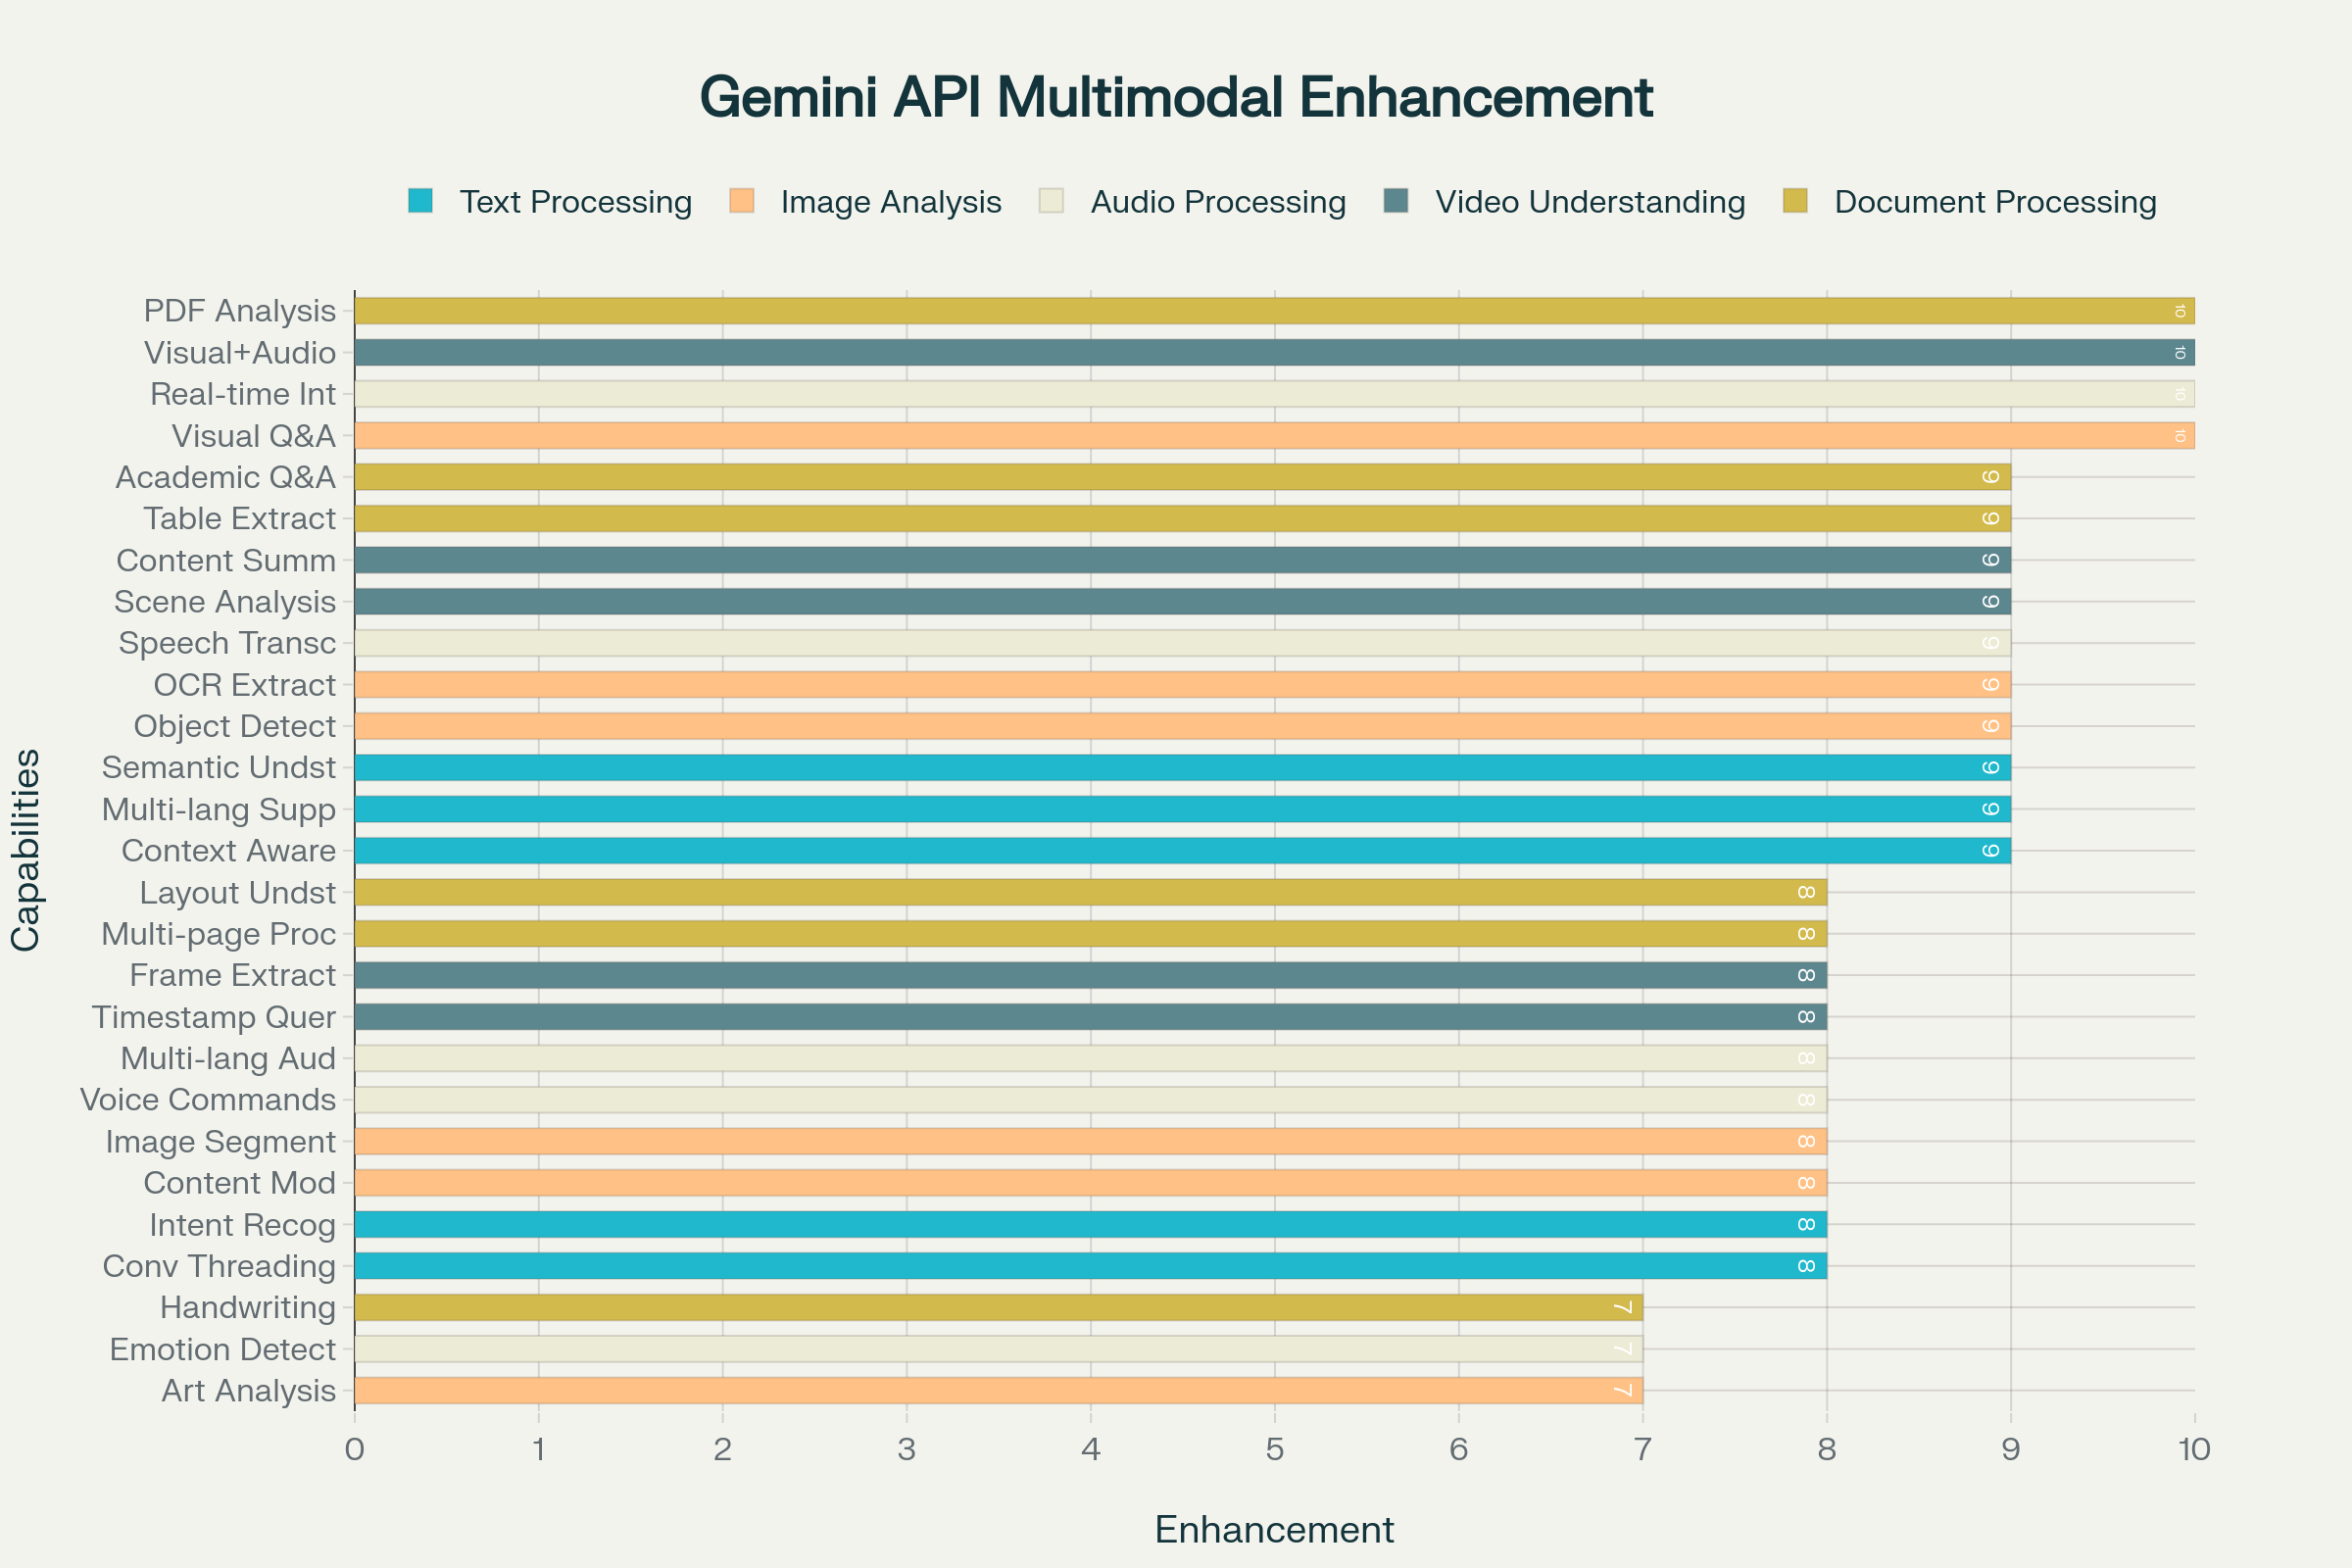 Gemini API Multimodal Enhancement
Text Processing Image Analysis Audio Processing Video Understanding Document Processing
PDF Analysis 10
Visual+Audio 10
Real-time Int 10
Visual Q&A 10
Academic Q&A 9
Table Extract 9
Content Summ 9
Scene Analysis 9
Speech Transc 9
OCR Extract 9
Object Detect 9
Semantic Undst 9
Multi-lang Supp 9
Context Aware 9
Layout Undst 8
Multi-page Proc 8
Frame Extract 8
Timestamp Quer 8
Multi-lang Aud 8
Voice Commands 8
Image Segment 8
Content Mod 8
Intent Recog 8
Conv Threading 8
Handwriting 7
Emotion Detect 7
Art Analysis 7
Capabilities
0 1 2 3 4 5 6 7 8 9 10
Enhancement